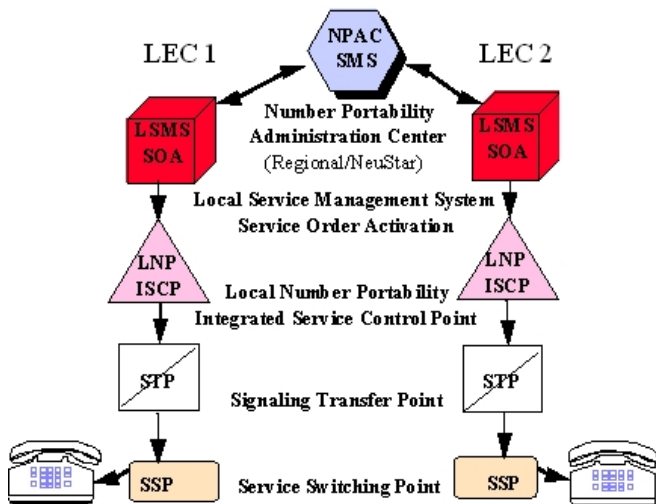 LEC 1
NPAC
SMS
LEC 2
LSMS
SOA
Number Portability
Administration Center
(Regional/NeuStar)
LSMS
SOA
Local Service Management System
Service Order Activation
LNP
ISCP
LNP
ISCP
Local Number Portability
Integrated Service Control Point
STP
Signaling Transfer Point
STP
SSP
Service Switching Point
SSP